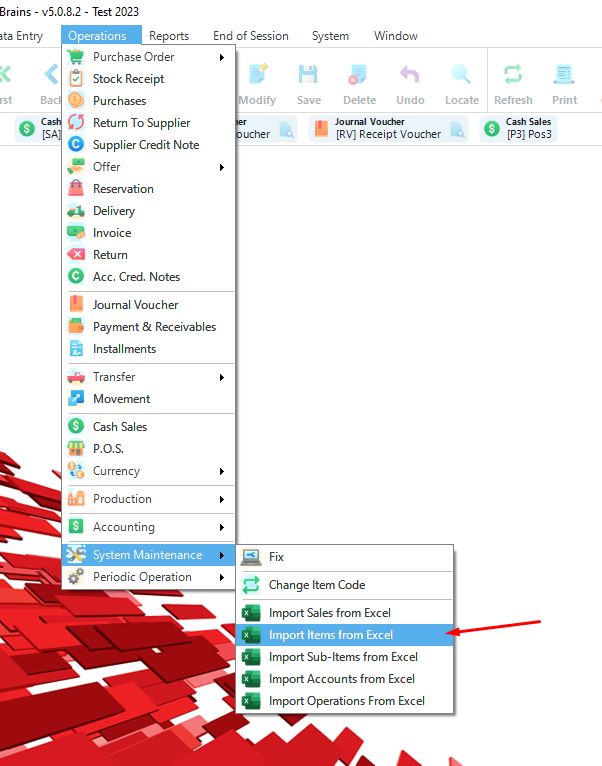 Brains - v5.0.8.2 - Test 2023
ata Entry Operations Reports End of Session System Window
rst Back Modify Save Delete Undo Locate Refresh Print
Cash
[SA]
her
oucher
Journal Voucher
[RV] Receipt Voucher
Cash Sales
[P3] Pos3
Purchase Order
Stock Receipt
Purchases
Return To Supplier
Supplier Credit Note
Offer
Reservation
Delivery
Invoice
Return
Acc. Cred. Notes
Journal Voucher
Payment & Receivables
Installments
Transfer
Movement
Cash Sales
P.O.S.
Currency
Production
Accounting
System Maintenance
Periodic Operation
Fix
Change Item Code
Import Sales from Excel
Import Items from Excel
Import Sub-Items from Excel
Import Accounts from Excel
Import Operations From Excel